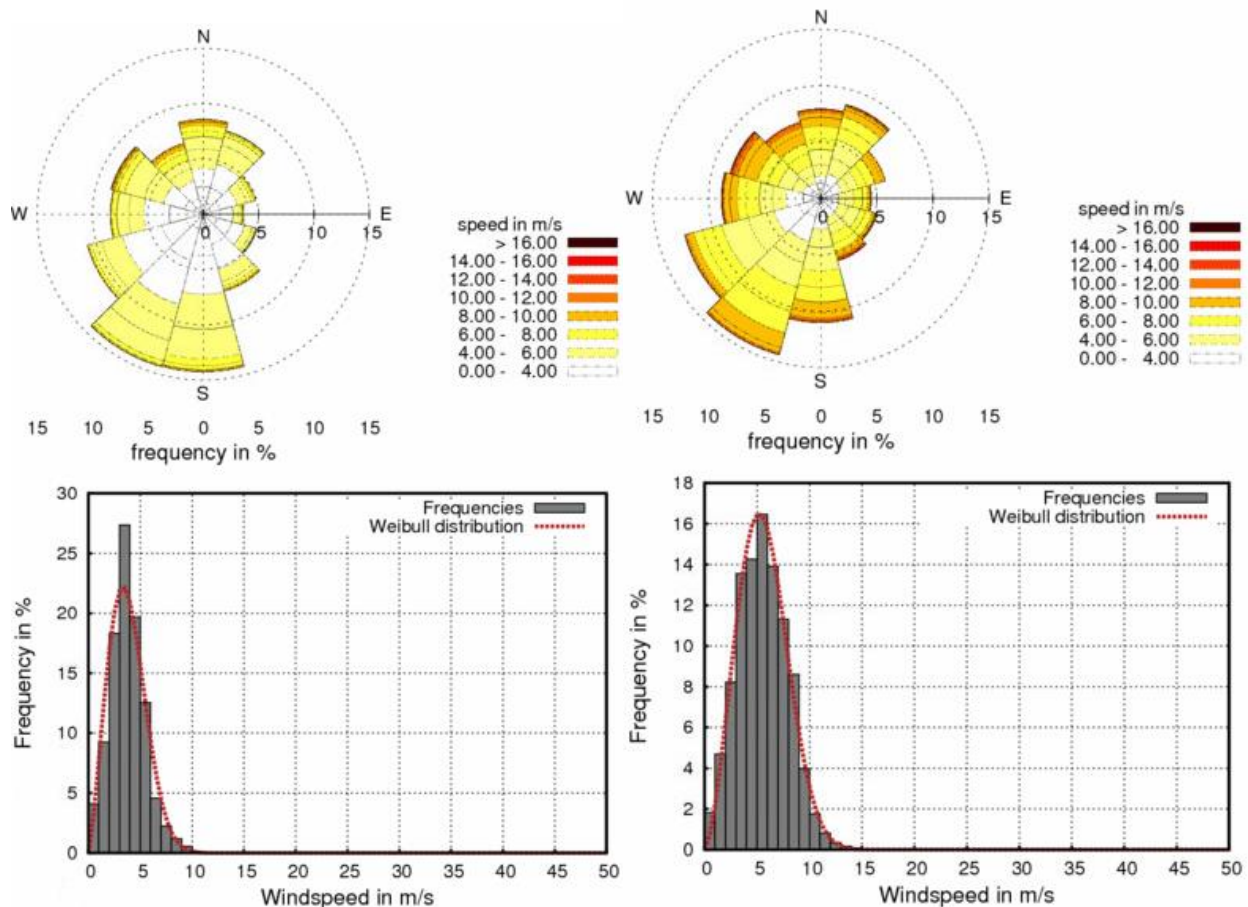 N
W
E
0 5 10 15
S
speed in m/s
> 16.00
14.00 - 16.00
12.00 - 14.00
10.00 - 12.00
8.00 - 10.00
6.00 - 8.00
4.00 - 6.00
0.00 - 4.00
15 10 5 0 5 10 15
frequency in %
N
W
E
0 5 10 15
S
speed in m/s
> 16.00
14.00 - 16.00
12.00 - 14.00
10.00 - 12.00
8.00 - 10.00
6.00 - 8.00
4.00 - 6.00
0.00 - 4.00
15 10 5 0 5 10 15
frequency in %
30
25
20
15
10
5
0
Frequency in %
Frequencies
Weibull distribution
0 5 10 15 20 25 30 35 40 45 50
Windspeed in m/s
18
16
14
12
10
8
6
4
2
0
Frequency in %
Frequencies
Weibull distribution
0 5 10 15 20 25 30 35 40 45 50
Windspeed in m/s